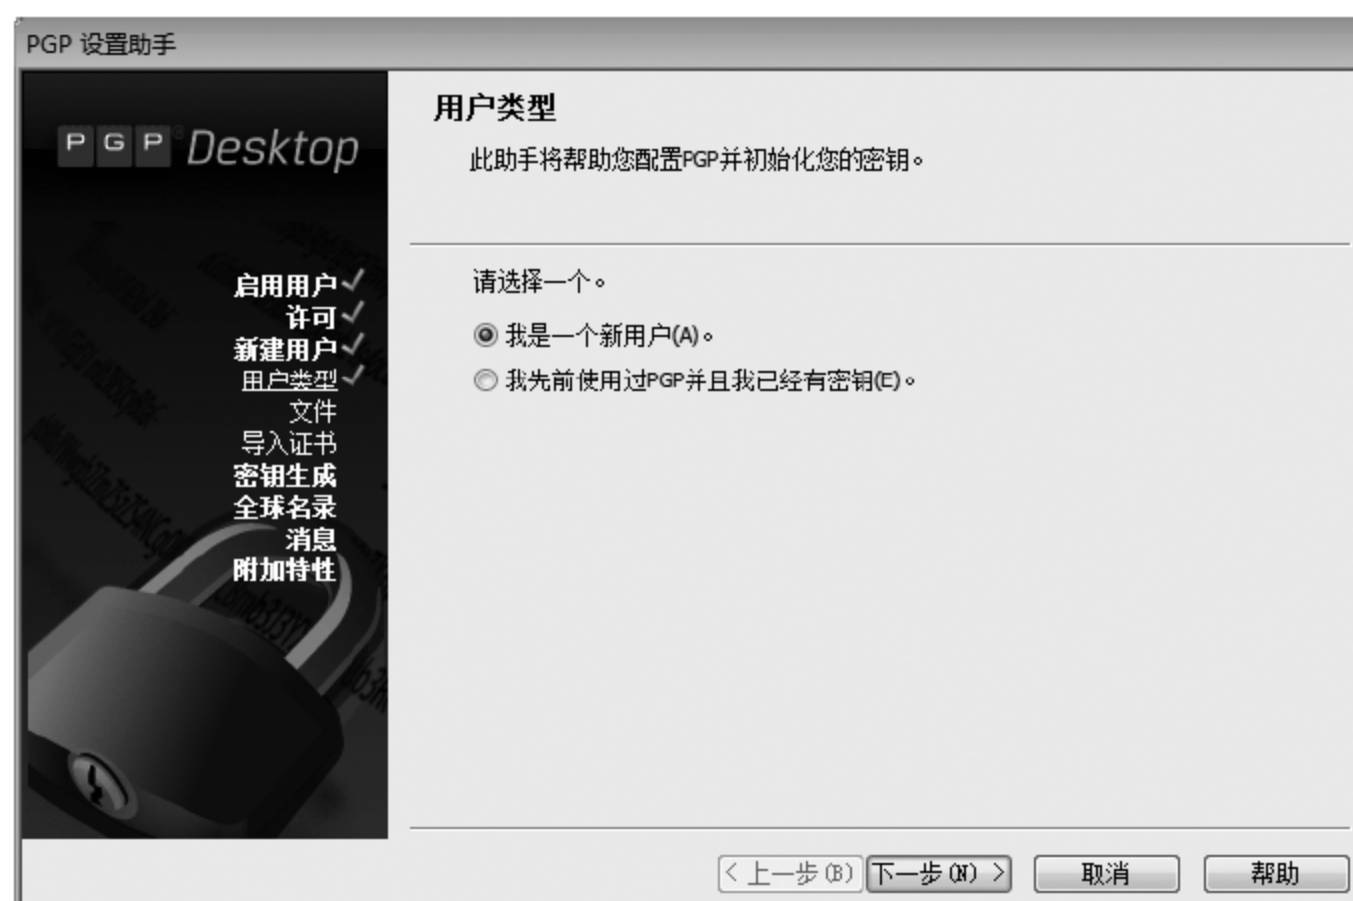 PGP 设置助手
PGP® Desktop
启用用户
许可
新建用户
用户类型
文件
导入证书
密钥生成
全球名录
消息
附加特性
用户类型
此助手将帮助您配置PGP并初始化您的密钥。
请选择一个。
我是一个新用户(A)。
我先前使用过PGP并且我已经有密钥(E)。
< 上一步(B) 下一步(N) > 取消 帮助